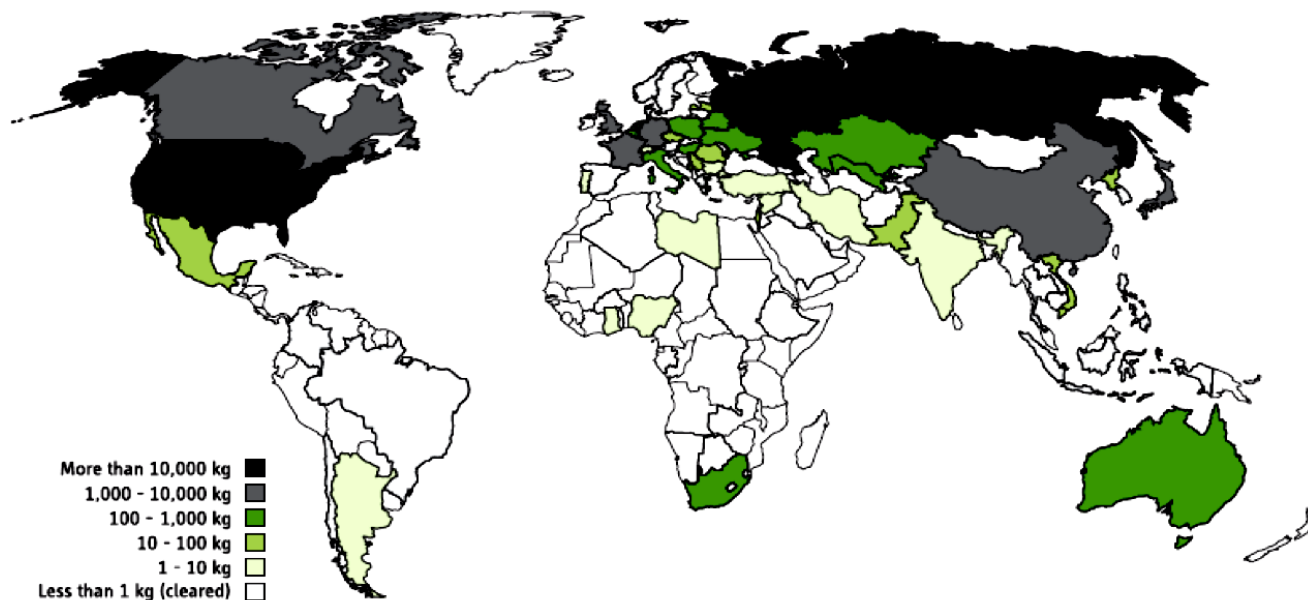 More than 10,000 kg
1,000 - 10,000 kg
100 - 1,000 kg
10 - 100 kg
1 - 10 kg
Less than 1 kg (cleared)